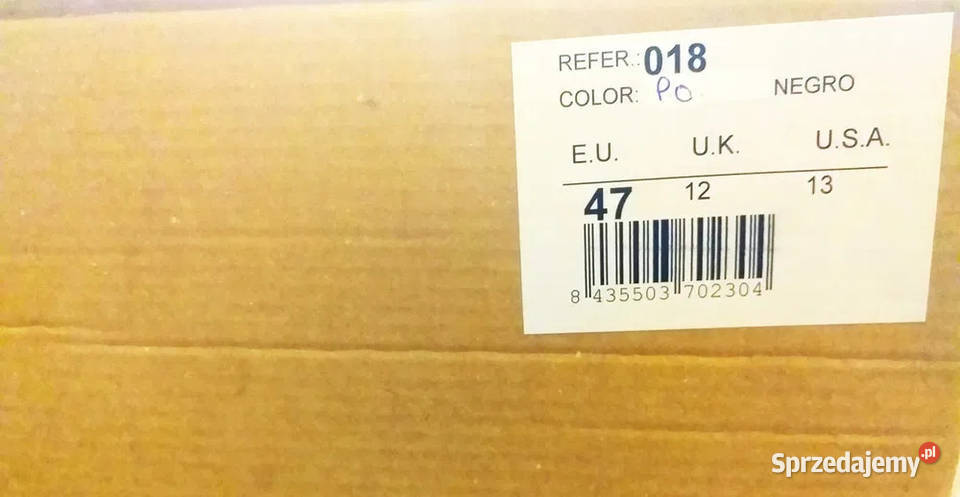 REFER.: 018
COLOR: PO NEGRO
E.U. U.K. U.S.A.
47 12 13
8 435503 702304
Sprzedajemy.pl